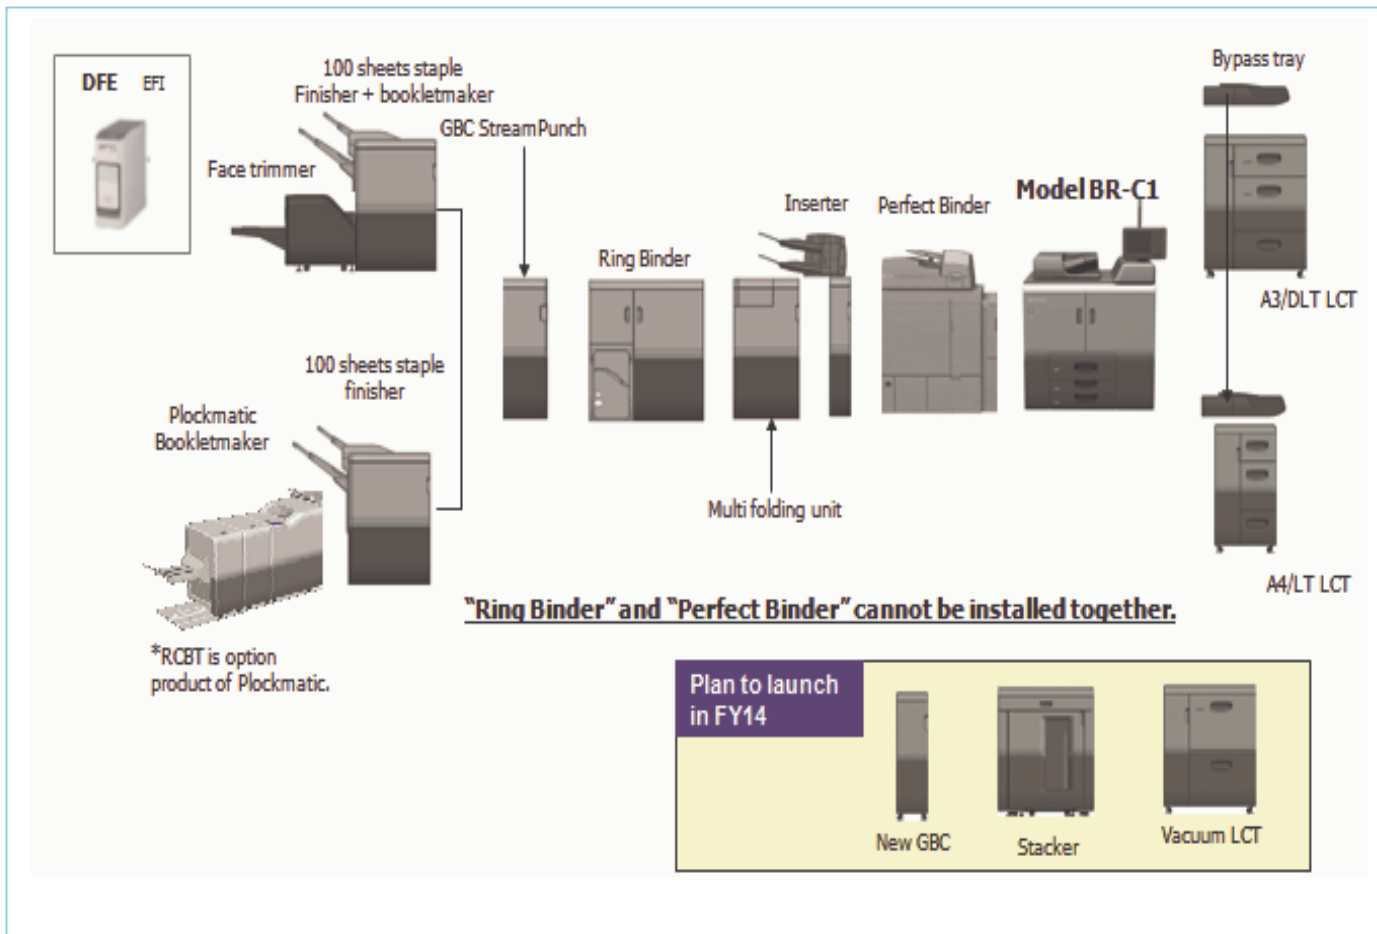 DFE EFI
100 sheets staple
Finisher + bookletmaker
GBC StreamPunch
Face trimmer
Bypass tray
Model BR-C1
Inserter
Perfect Binder
Ring Binder
A3/DLT LCT
100 sheets staple
finisher
Plockmatic
Bookletmaker
Multi folding unit
A4/LT LCT
"Ring Binder" and "Perfect Binder" cannot be installed together.
*RCBT is option
product of Plockmatic.
Plan to launch
in FY14
New GBC
Stacker
Vacuum LCT